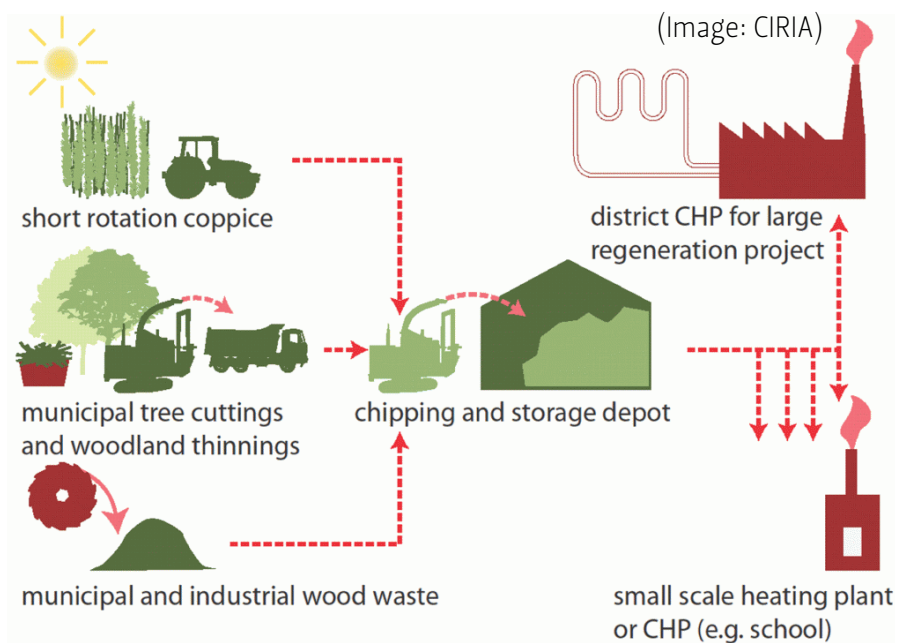 (Image: CIRIA)
short rotation coppice
district CHP for large
regeneration project
municipal tree cuttings
and woodland thinnings
chipping and storage depot
municipal and industrial wood waste
small scale heating plant
or CHP (e.g. school)